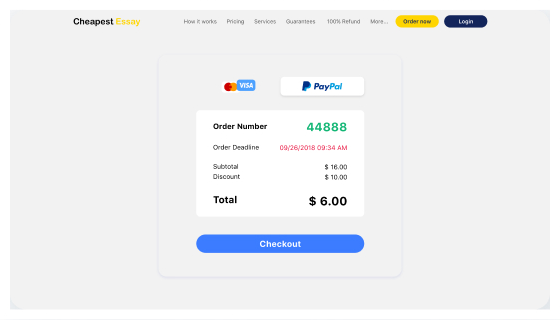 Cheapest Essay How it works Pricing Services Guarantees 100% Refund More... Order now Login
VISA PayPal
Order Number 44888
Order Deadline 09/26/2018 09:34 AM
Subtotal $ 16.00
Discount $ 10.00
Total $ 6.00
Checkout